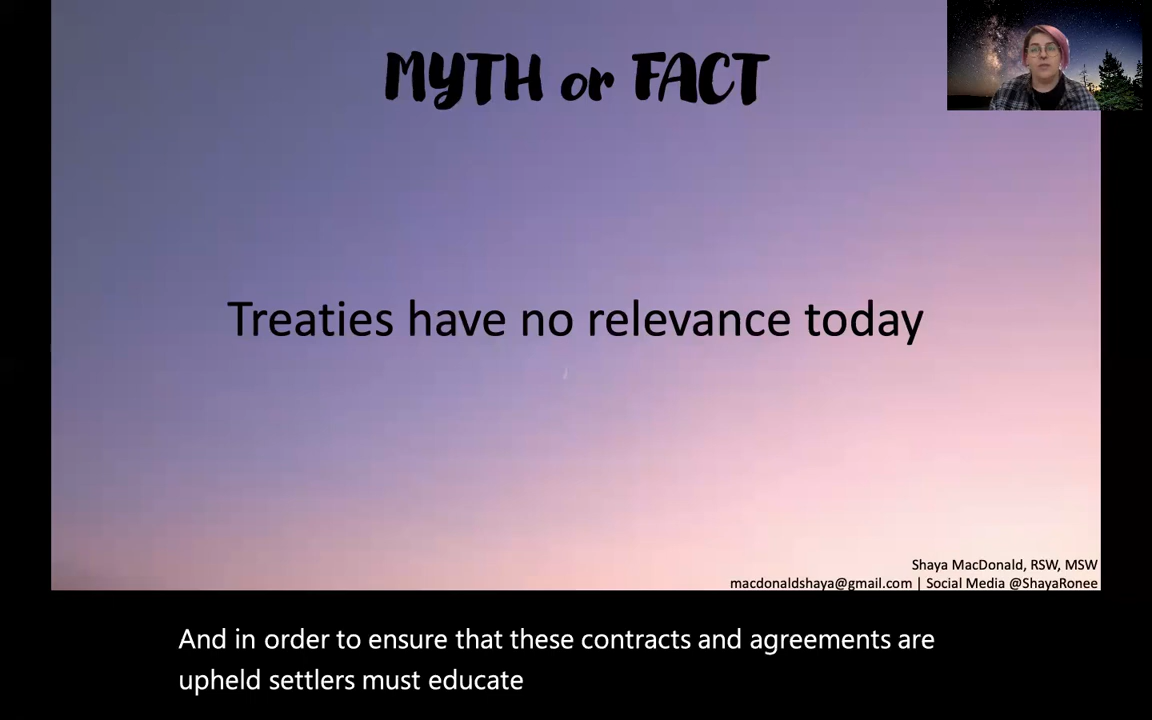 MYTH or FACT
Treaties have no relevance today
Shaya MacDonald, RSW, MSW
macdonaldshaya@gmail.com | Social Media @ShayaRonee
And in order to ensure that these contracts and agreements are
upheld settlers must educate